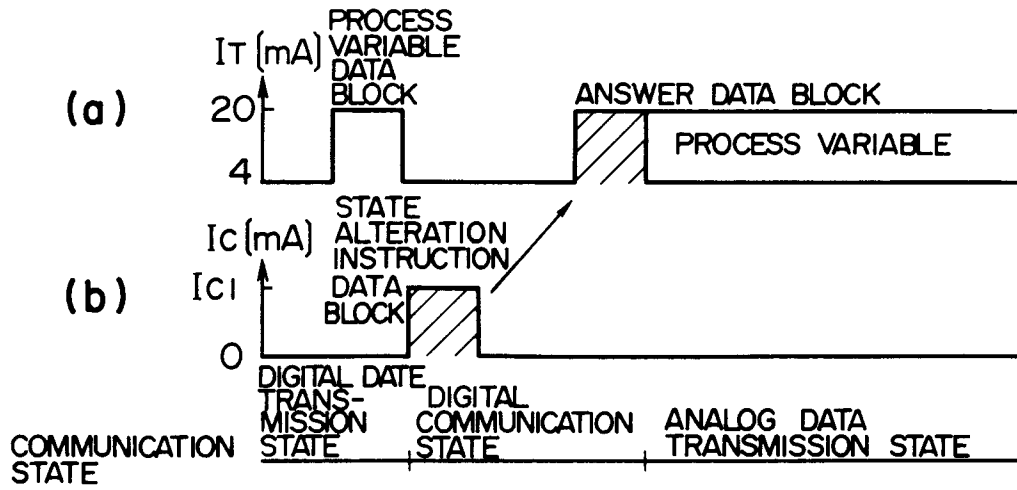 PROCESS
VARIABLE
DATA
BLOCK
IT (mA)
(a)
20
4
ANSWER DATA BLOCK
PROCESS VARIABLE
STATE
ALTERATION
INSTRUCTION
DATA
BLOCK
IC (mA)
(b)
IC1
0
DIGITAL DATE
TRANS-
MISSION
STATE
DIGITAL
COMMUNICATION
STATE
ANALOG DATA
TRANSMISSION STATE
COMMUNICATION
STATE